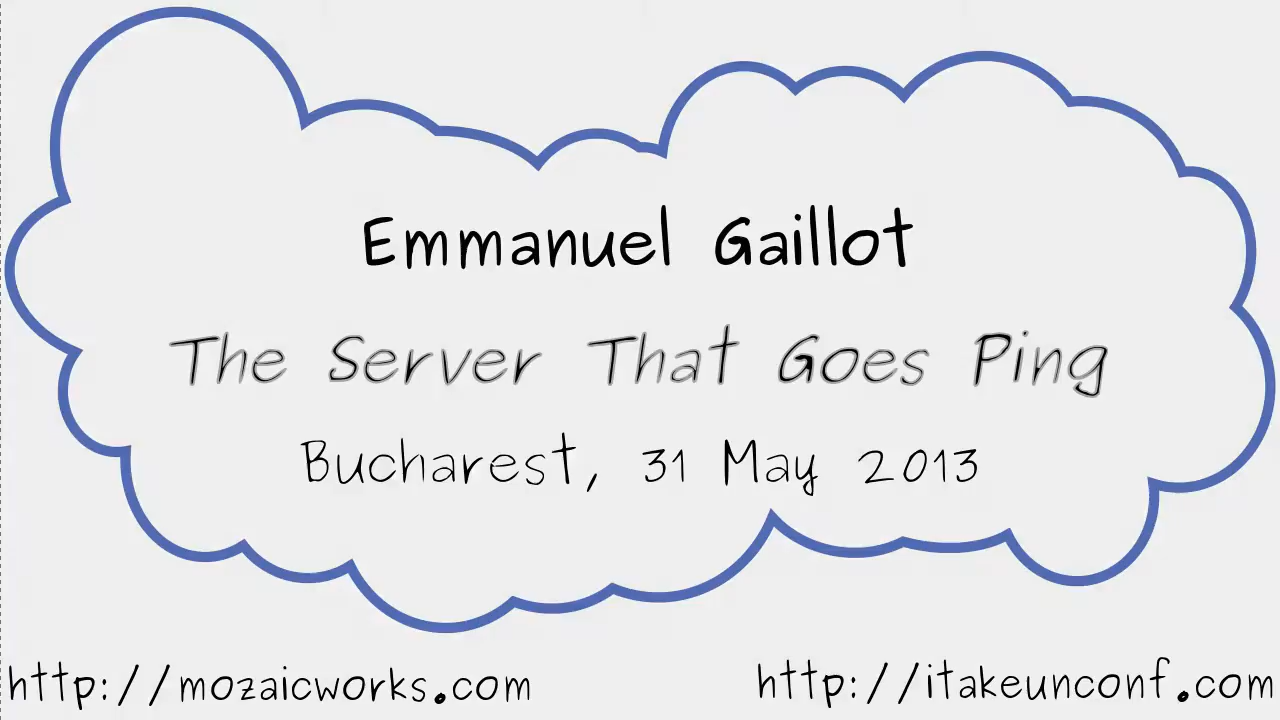 Emmanuel Gaillot
The Server That Goes Ping
Bucharest, 31 May 2013
http://mozaicworks.com
http://itakeunconf.com